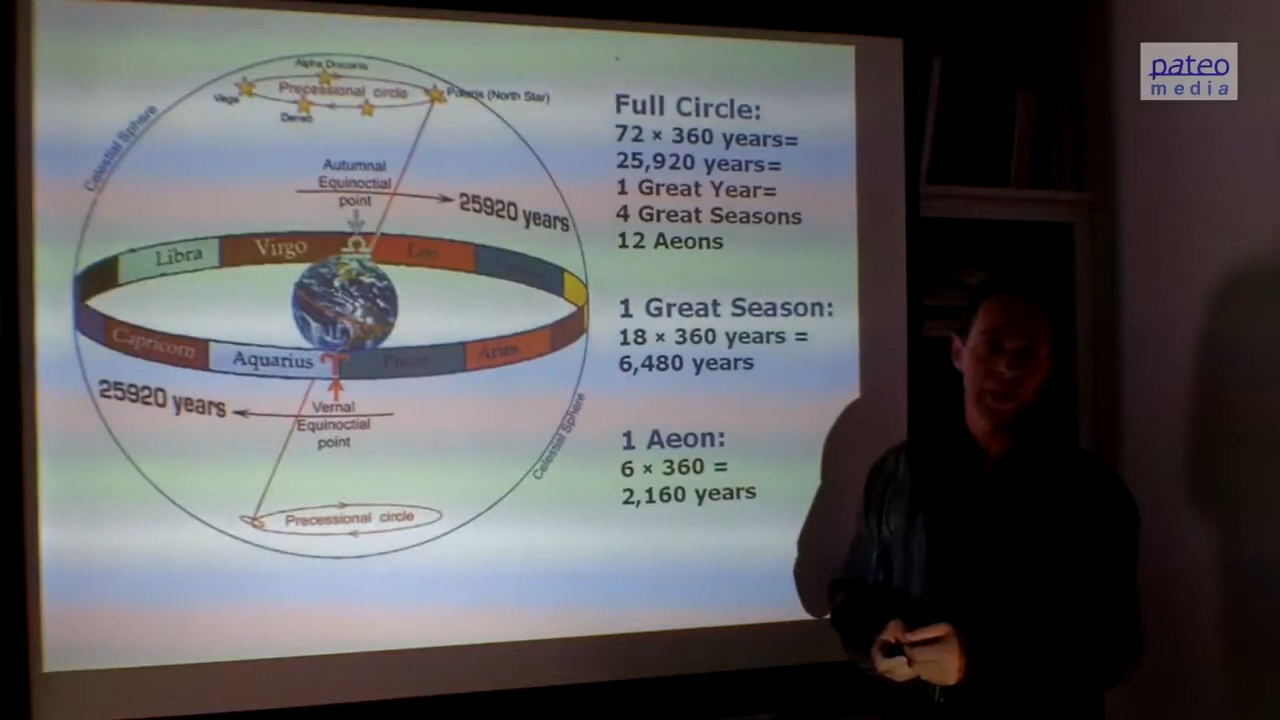 pateo
media
Alpha Draconis
Precessional circle
Vega
Polaris (North Star)
Deneb
Celestial Sphere
Autumnal
Equinoctial
point
25920 years
Libra
Virgo
Leo
Capricorn
Aquarius
Pisces
Aries
25920 years
Vernal
Equinoctial
point
Celestial Sphere
Precessional circle
Full Circle:
72 × 360 years=
25,920 years=
1 Great Year=
4 Great Seasons
12 Aeons
1 Great Season:
18 × 360 years =
6,480 years
1 Aeon:
6 × 360 =
2,160 years